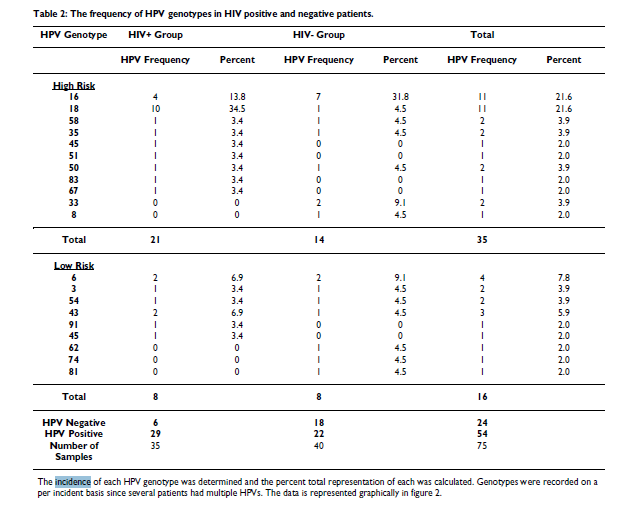 Table 2: The frequency of HPV genotypes in HIV positive and negative patients.
HPV Genotype HIV+ Group HIV- Group Total
HPV Frequency Percent HPV Frequency Percent HPV Frequency Percent
High Risk
16 4 13.8 7 31.8 11 21.6
18 10 34.5 1 4.5 11 21.6
58 1 3.4 1 4.5 2 3.9
35 1 3.4 1 4.5 2 3.9
45 1 3.4 0 0 1 2.0
51 1 3.4 0 0 1 2.0
50 1 3.4 1 4.5 2 3.9
83 1 3.4 0 0 1 2.0
67 1 3.4 0 0 1 2.0
33 0 0 2 9.1 2 3.9
8 0 0 1 4.5 1 2.0
Total 21 14 35
Low Risk
6 2 6.9 2 9.1 4 7.8
3 1 3.4 1 4.5 2 3.9
54 1 3.4 1 4.5 2 3.9
43 2 6.9 1 4.5 3 5.9
91 1 3.4 0 0 1 2.0
45 1 3.4 0 0 1 2.0
62 0 0 1 4.5 1 2.0
74 0 0 1 4.5 1 2.0
81 0 0 1 4.5 1 2.0
Total 8 8 16
HPV Negative 6 18 24
HPV Positive 29 22 54
Number of 35 40 75
Samples
The incidence of each HPV genotype was determined and the percent total representation of each was calculated. Genotypes were recorded on a
per incident basis since several patients had multiple HPVs. The data is represented graphically in figure 2.